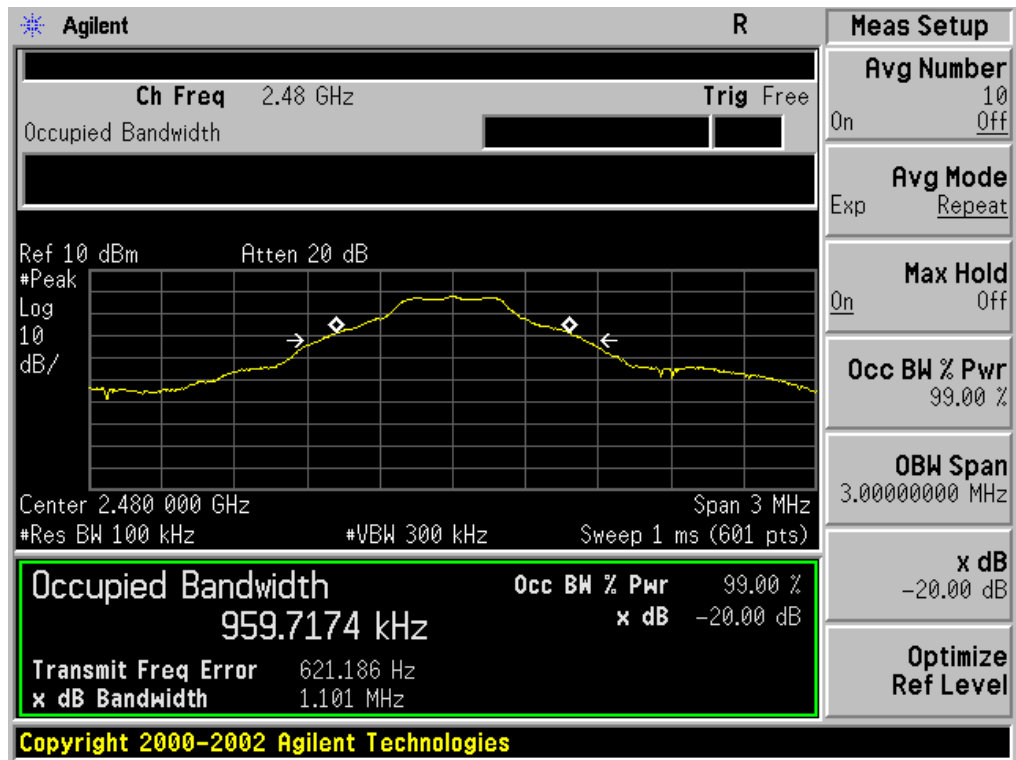 Agilent R
Ch Freq 2.48 GHz Trig Free
Occupied Bandwidth
Ref 10 dBm Atten 20 dB
#Peak
Log
10
dB/
Center 2.480 000 GHz Span 3 MHz
#Res BW 100 kHz #VBW 300 kHz Sweep 1 ms (601 pts)
Occupied Bandwidth Occ BW % Pwr 99.00 %
959.7174 kHz x dB -20.00 dB
Transmit Freq Error 621.186 Hz
x dB Bandwidth 1.101 MHz
Copyright 2000-2002 Agilent Technologies
Meas Setup
Avg Number
10
On Off
Avg Mode
Exp Repeat
Max Hold
On Off
Occ BW % Pwr
99.00 %
OBW Span
3.00000000 MHz
x dB
-20.00 dB
Optimize
Ref Level